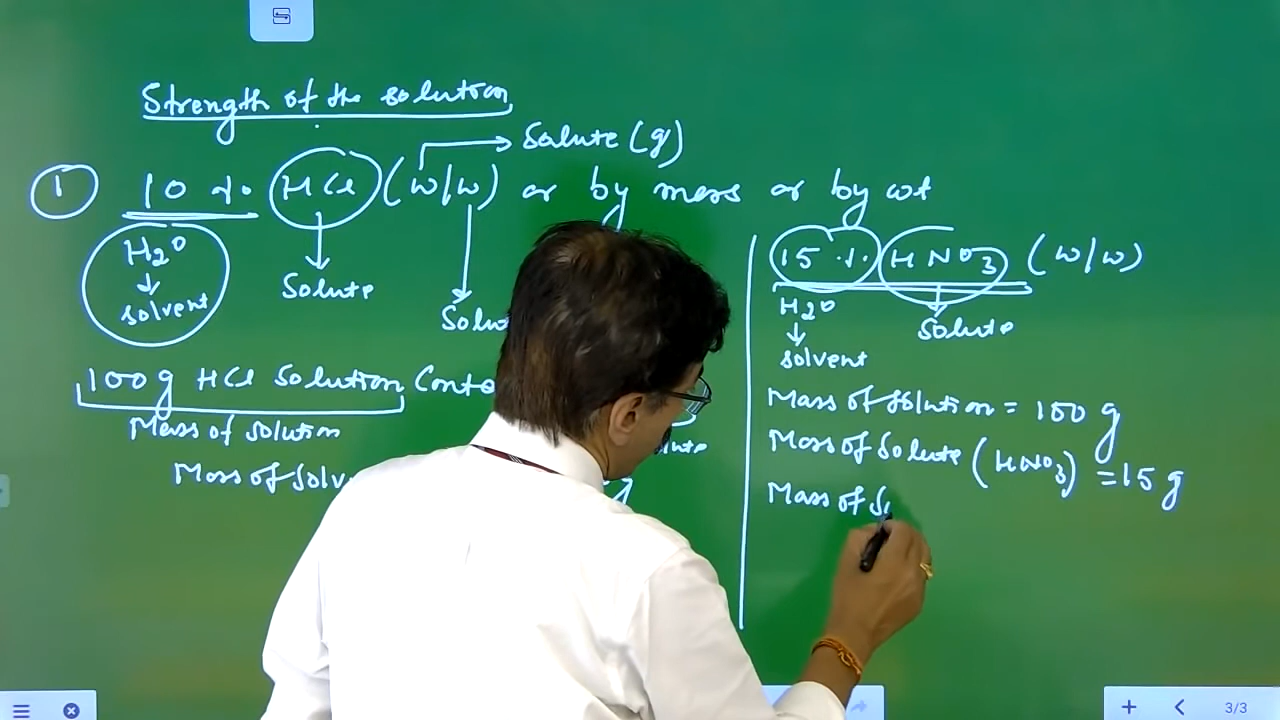 Strength of the solution
Solute (g)
1 10 % HCl (w/w) or by mass or by wt
H2O
solvent
Solute
100 g HCl Solution
Mass of solution
Mass of
15 % HNO3 (w/w)
H2O
solvent
Solute
Mass of solution = 100 g
Mass of Solute (HNO3) = 15 g
Mass of
3/3